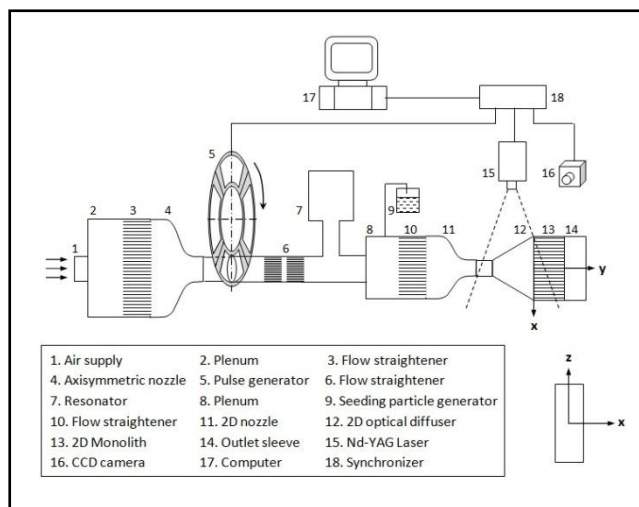 17
18
5
15
16
2
3
4
7
9
6
8
10
11
12
13
14
1
y
x
1. Air supply 2. Plenum 3. Flow straightener
4. Axisymmetric nozzle 5. Pulse generator 6. Flow straightener
7. Resonator 8. Plenum 9. Seeding particle generator
10. Flow straightener 11. 2D nozzle 12. 2D optical diffuser
13. 2D Monolith 14. Outlet sleeve 15. Nd-YAG Laser
16. CCD camera 17. Computer 18. Synchronizer
z
x